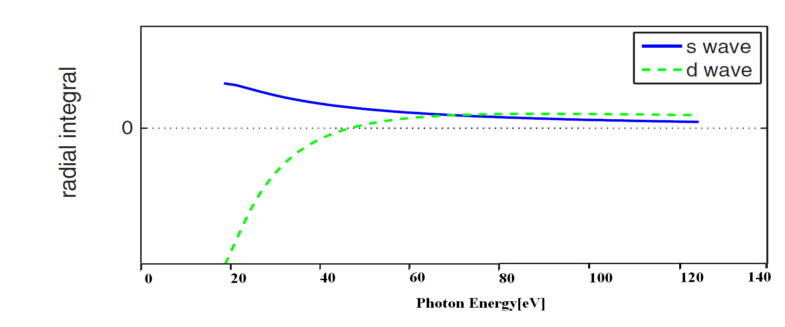 s wave
d wave
radial integral
0
0 20 40 60 80 100 120 140
Photon Energy[eV]